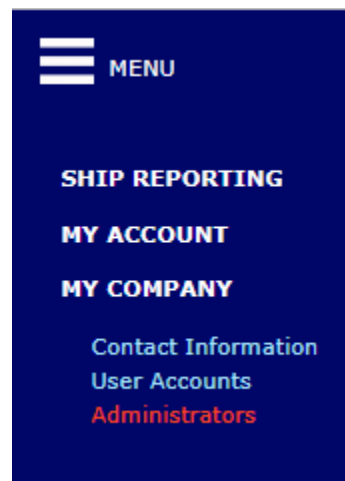 MENU
SHIP REPORTING
MY ACCOUNT
MY COMPANY
Contact Information
User Accounts
Administrators